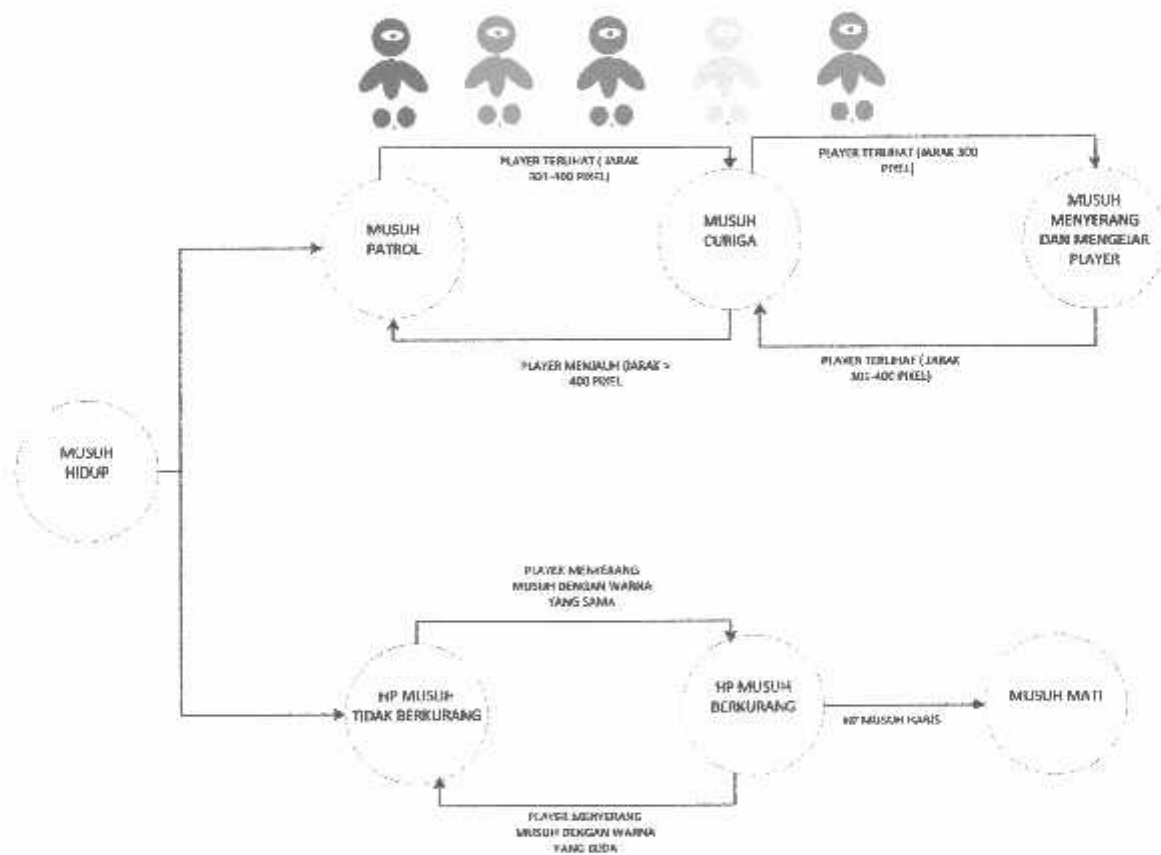 PLAYER TERLIHAT ( JARAK
301-400 PIXEL)
PLAYER TERLIHAT (JARAK 300
PIXEL)
MUSUH
PATROL
MUSUH
CURIGA
MUSUH
MENYERANG
DAN MENGEJAR
PLAYER
PLAYER MENJAUH (JARAK >
400 PIXEL
PLAYER TERLIHAT ( JARAK
301-400 PIXEL)
MUSUH
HIDUP
PLAYER MENYERANG
MUSUH DENGAN WARNA
YANG SAMA
HP MUSUH
TIDAK BERKURANG
HP MUSUH
BERKURANG
HP MUSUH HABIS
MUSUH MATI
PLAYER MENYERANG
MUSUH DENGAN WARNA
YANG BEDA